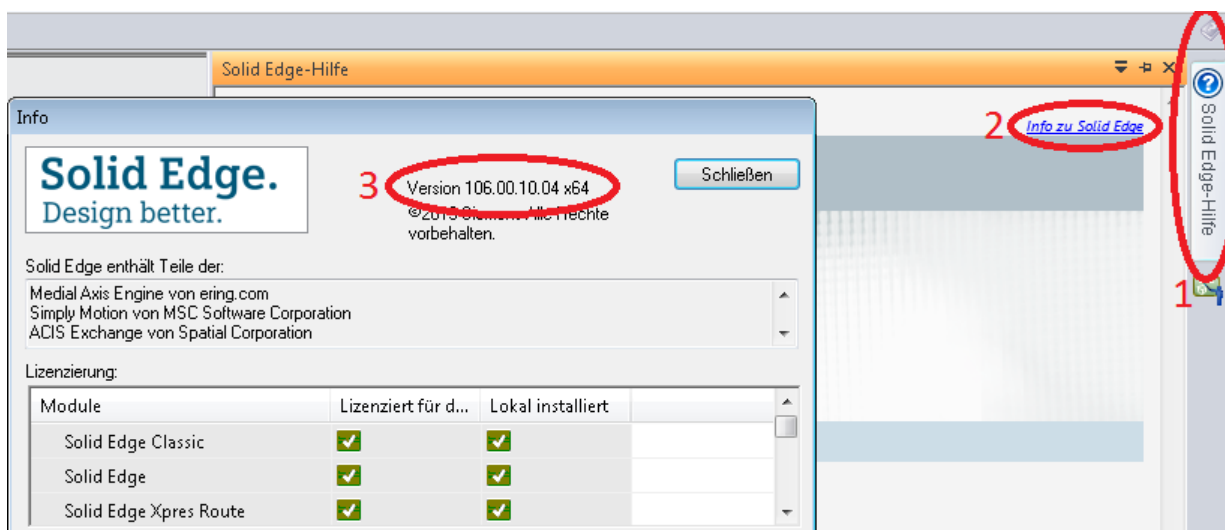 Solid Edge-Hilfe
Solid Edge-Hilfe
2 Info zu Solid Edge
1
Info
Solid Edge.
Design better.
3 Version 106.00.10.04 x64
vorbehalten.
Schließen
Solid Edge enthält Teile der:
Medial Axis Engine von ering.com
Simply Motion von MSC Software Corporation
ACIS Exchange von Spatial Corporation
Lizenzierung:
Module Lizenziert für d... Lokal installiert
Solid Edge Classic
Solid Edge
Solid Edge Xpres Route